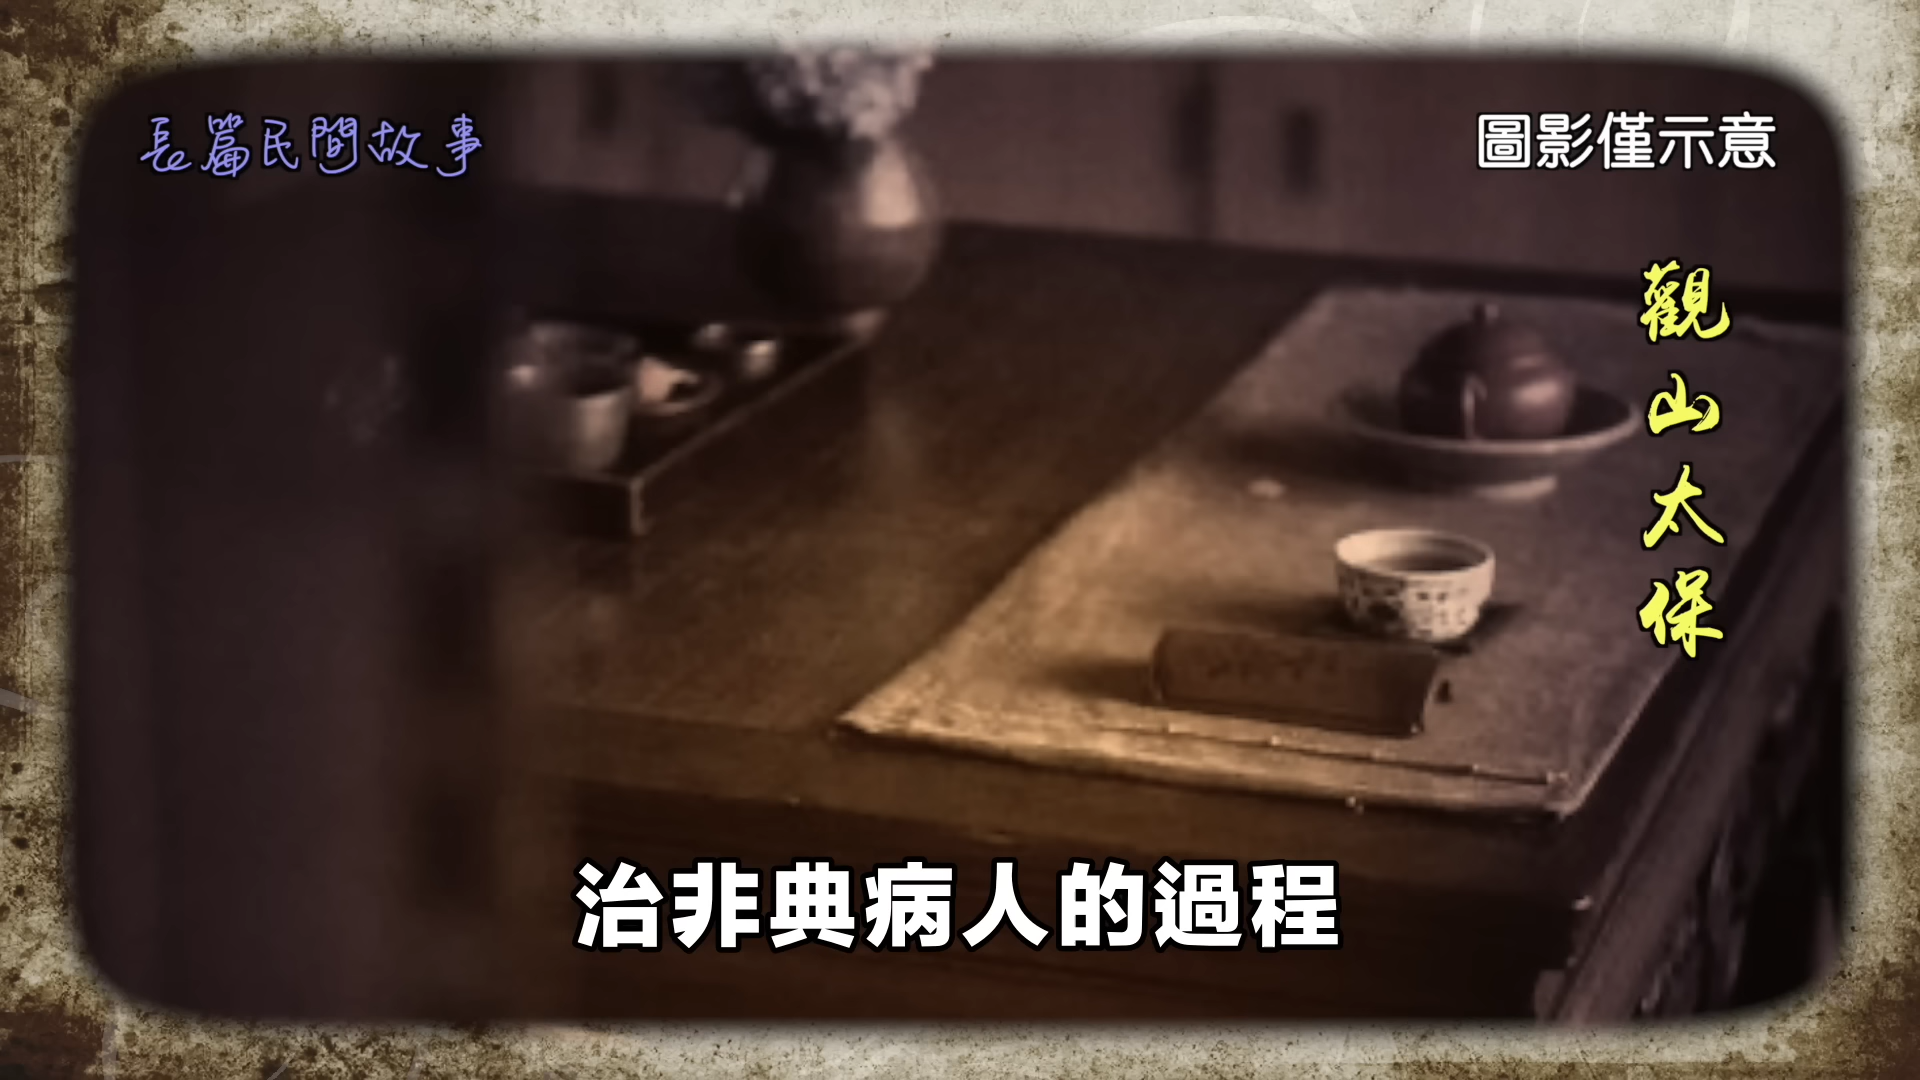 長篇民間故事
圖影僅示意
觀山太保
治非典病人的過程